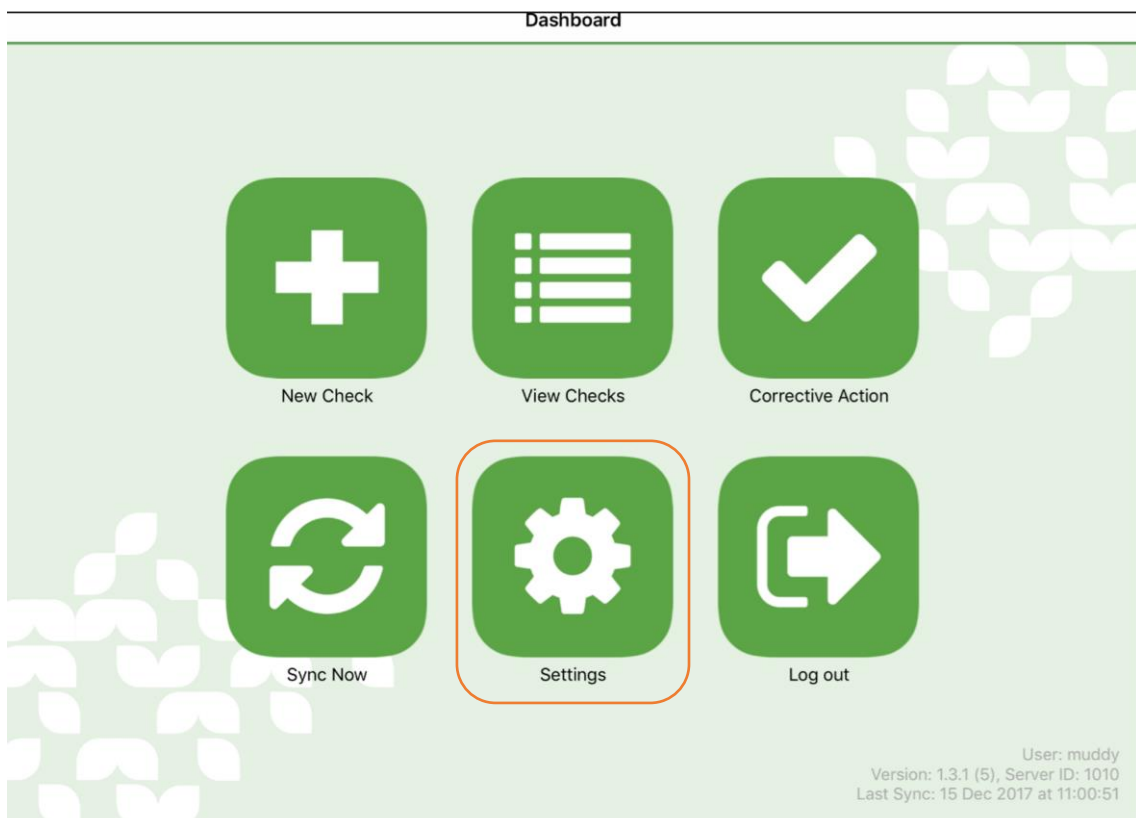 Dashboard
New Check
View Checks
Corrective Action
Sync Now
Settings
Log out
User: muddy
Version: 1.3.1 (5), Server ID: 1010
Last Sync: 15 Dec 2017 at 11:00:51